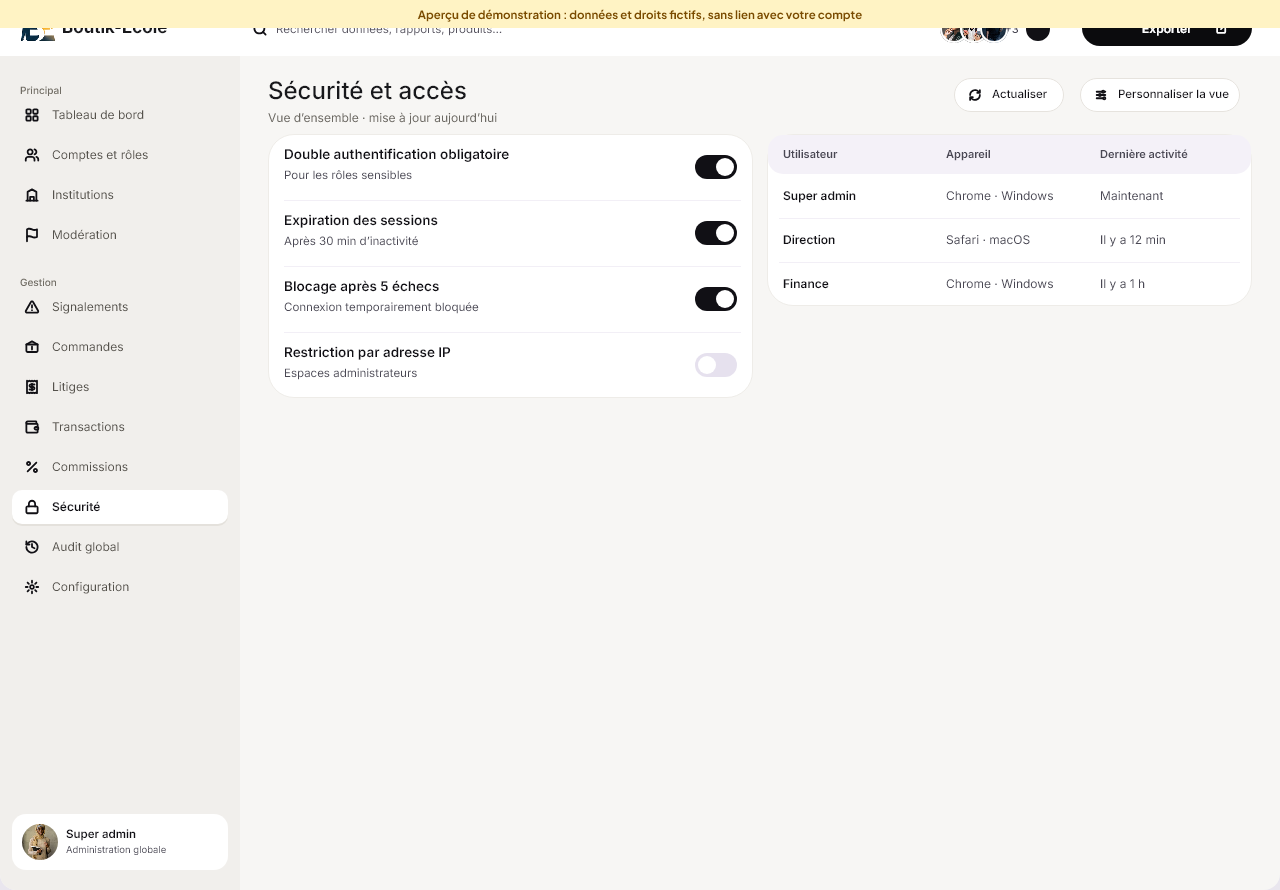 Aperçu de démonstration : données et droits fictifs, sans lien avec votre compte
Boutik-École
Rechercher données, rapports, produits...
+3
Exporter
Principal
Tableau de bord
Comptes et rôles
Institutions
Modération
Gestion
Signalements
Commandes
Litiges
Transactions
Commissions
Sécurité
Audit global
Configuration
Super admin
Administration globale
Sécurité et accès
Vue d’ensemble · mise à jour aujourd’hui
Actualiser
Personnaliser la vue
Double authentification obligatoire
Pour les rôles sensibles
Expiration des sessions
Après 30 min d’inactivité
Blocage après 5 échecs
Connexion temporairement bloquée
Restriction par adresse IP
Espaces administrateurs
Utilisateur Appareil Dernière activité
Super admin Chrome · Windows Maintenant
Direction Safari · macOS Il y a 12 min
Finance Chrome · Windows Il y a 1 h